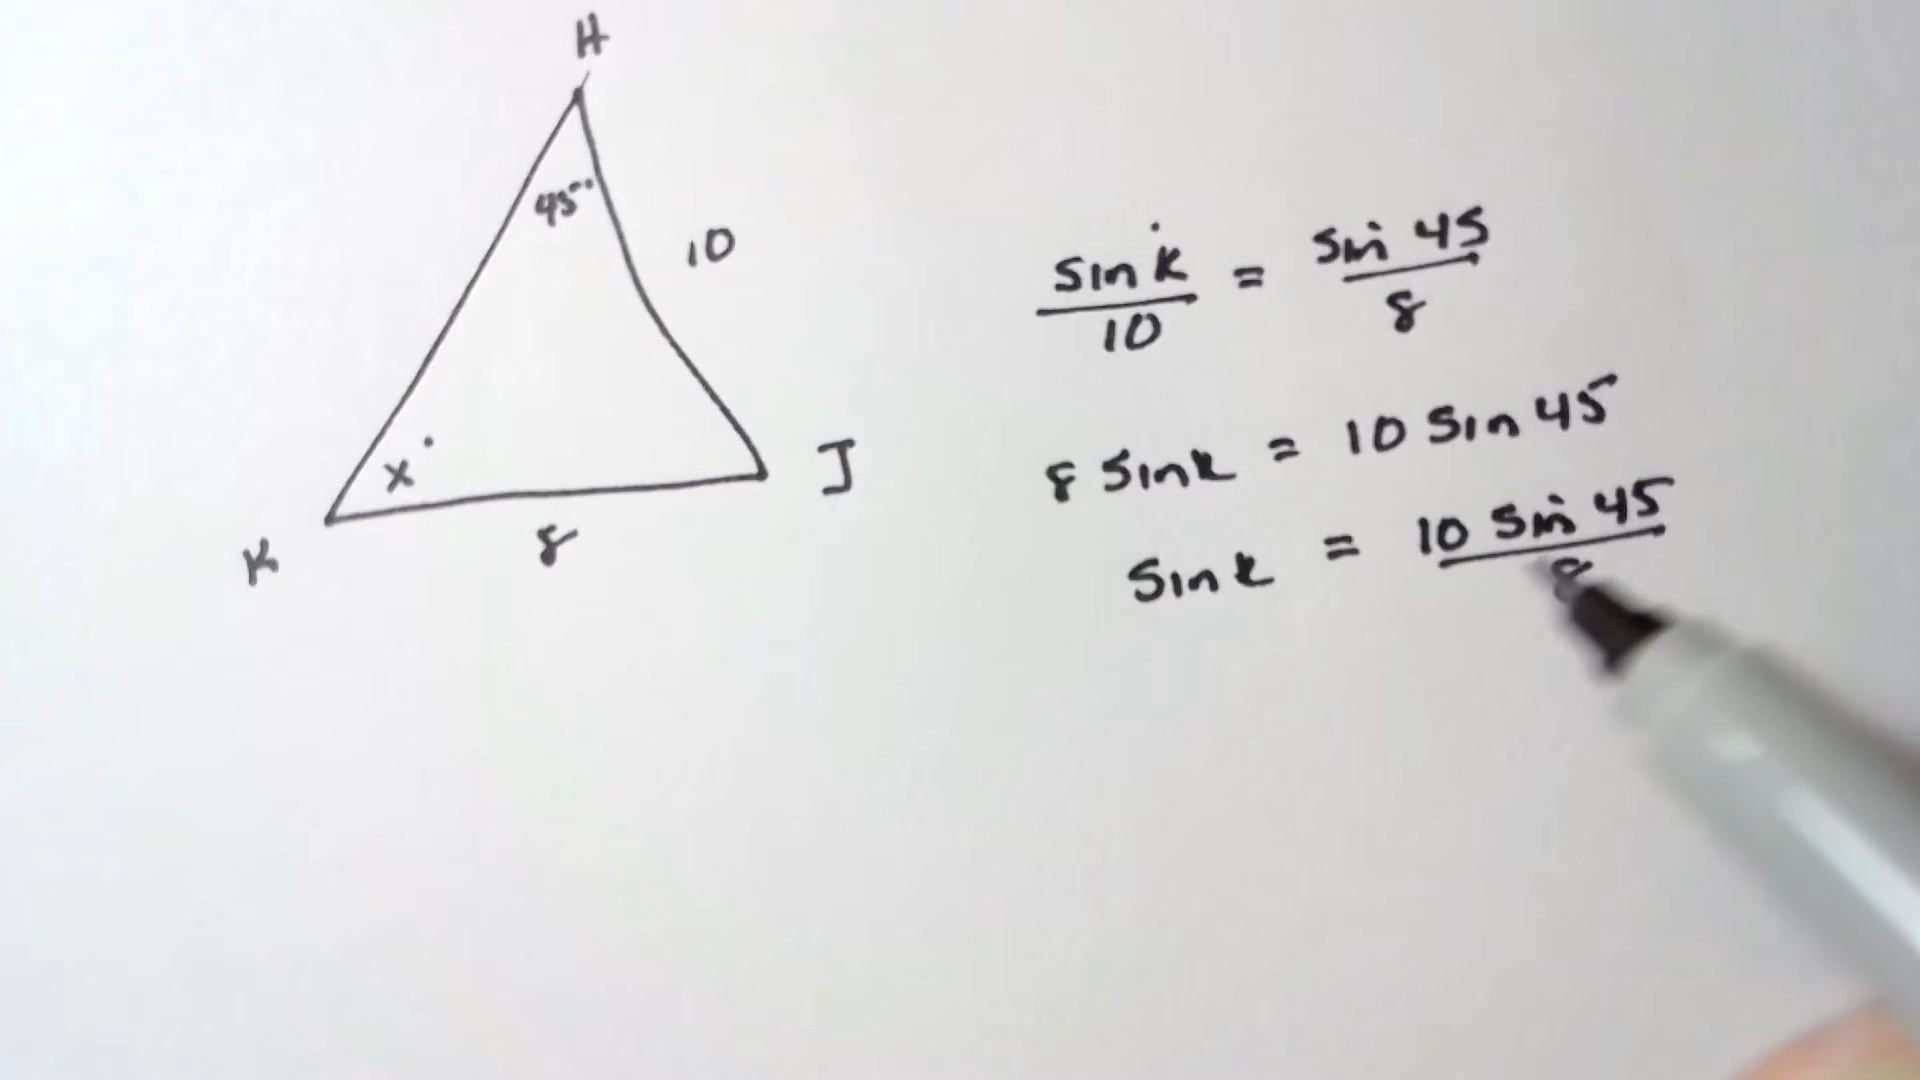 H
45°
10
x°
J
K
8
sin k / 10 = sin 45 / 8
8 sin k = 10 sin 45
sin k = 10 sin 45 / 8